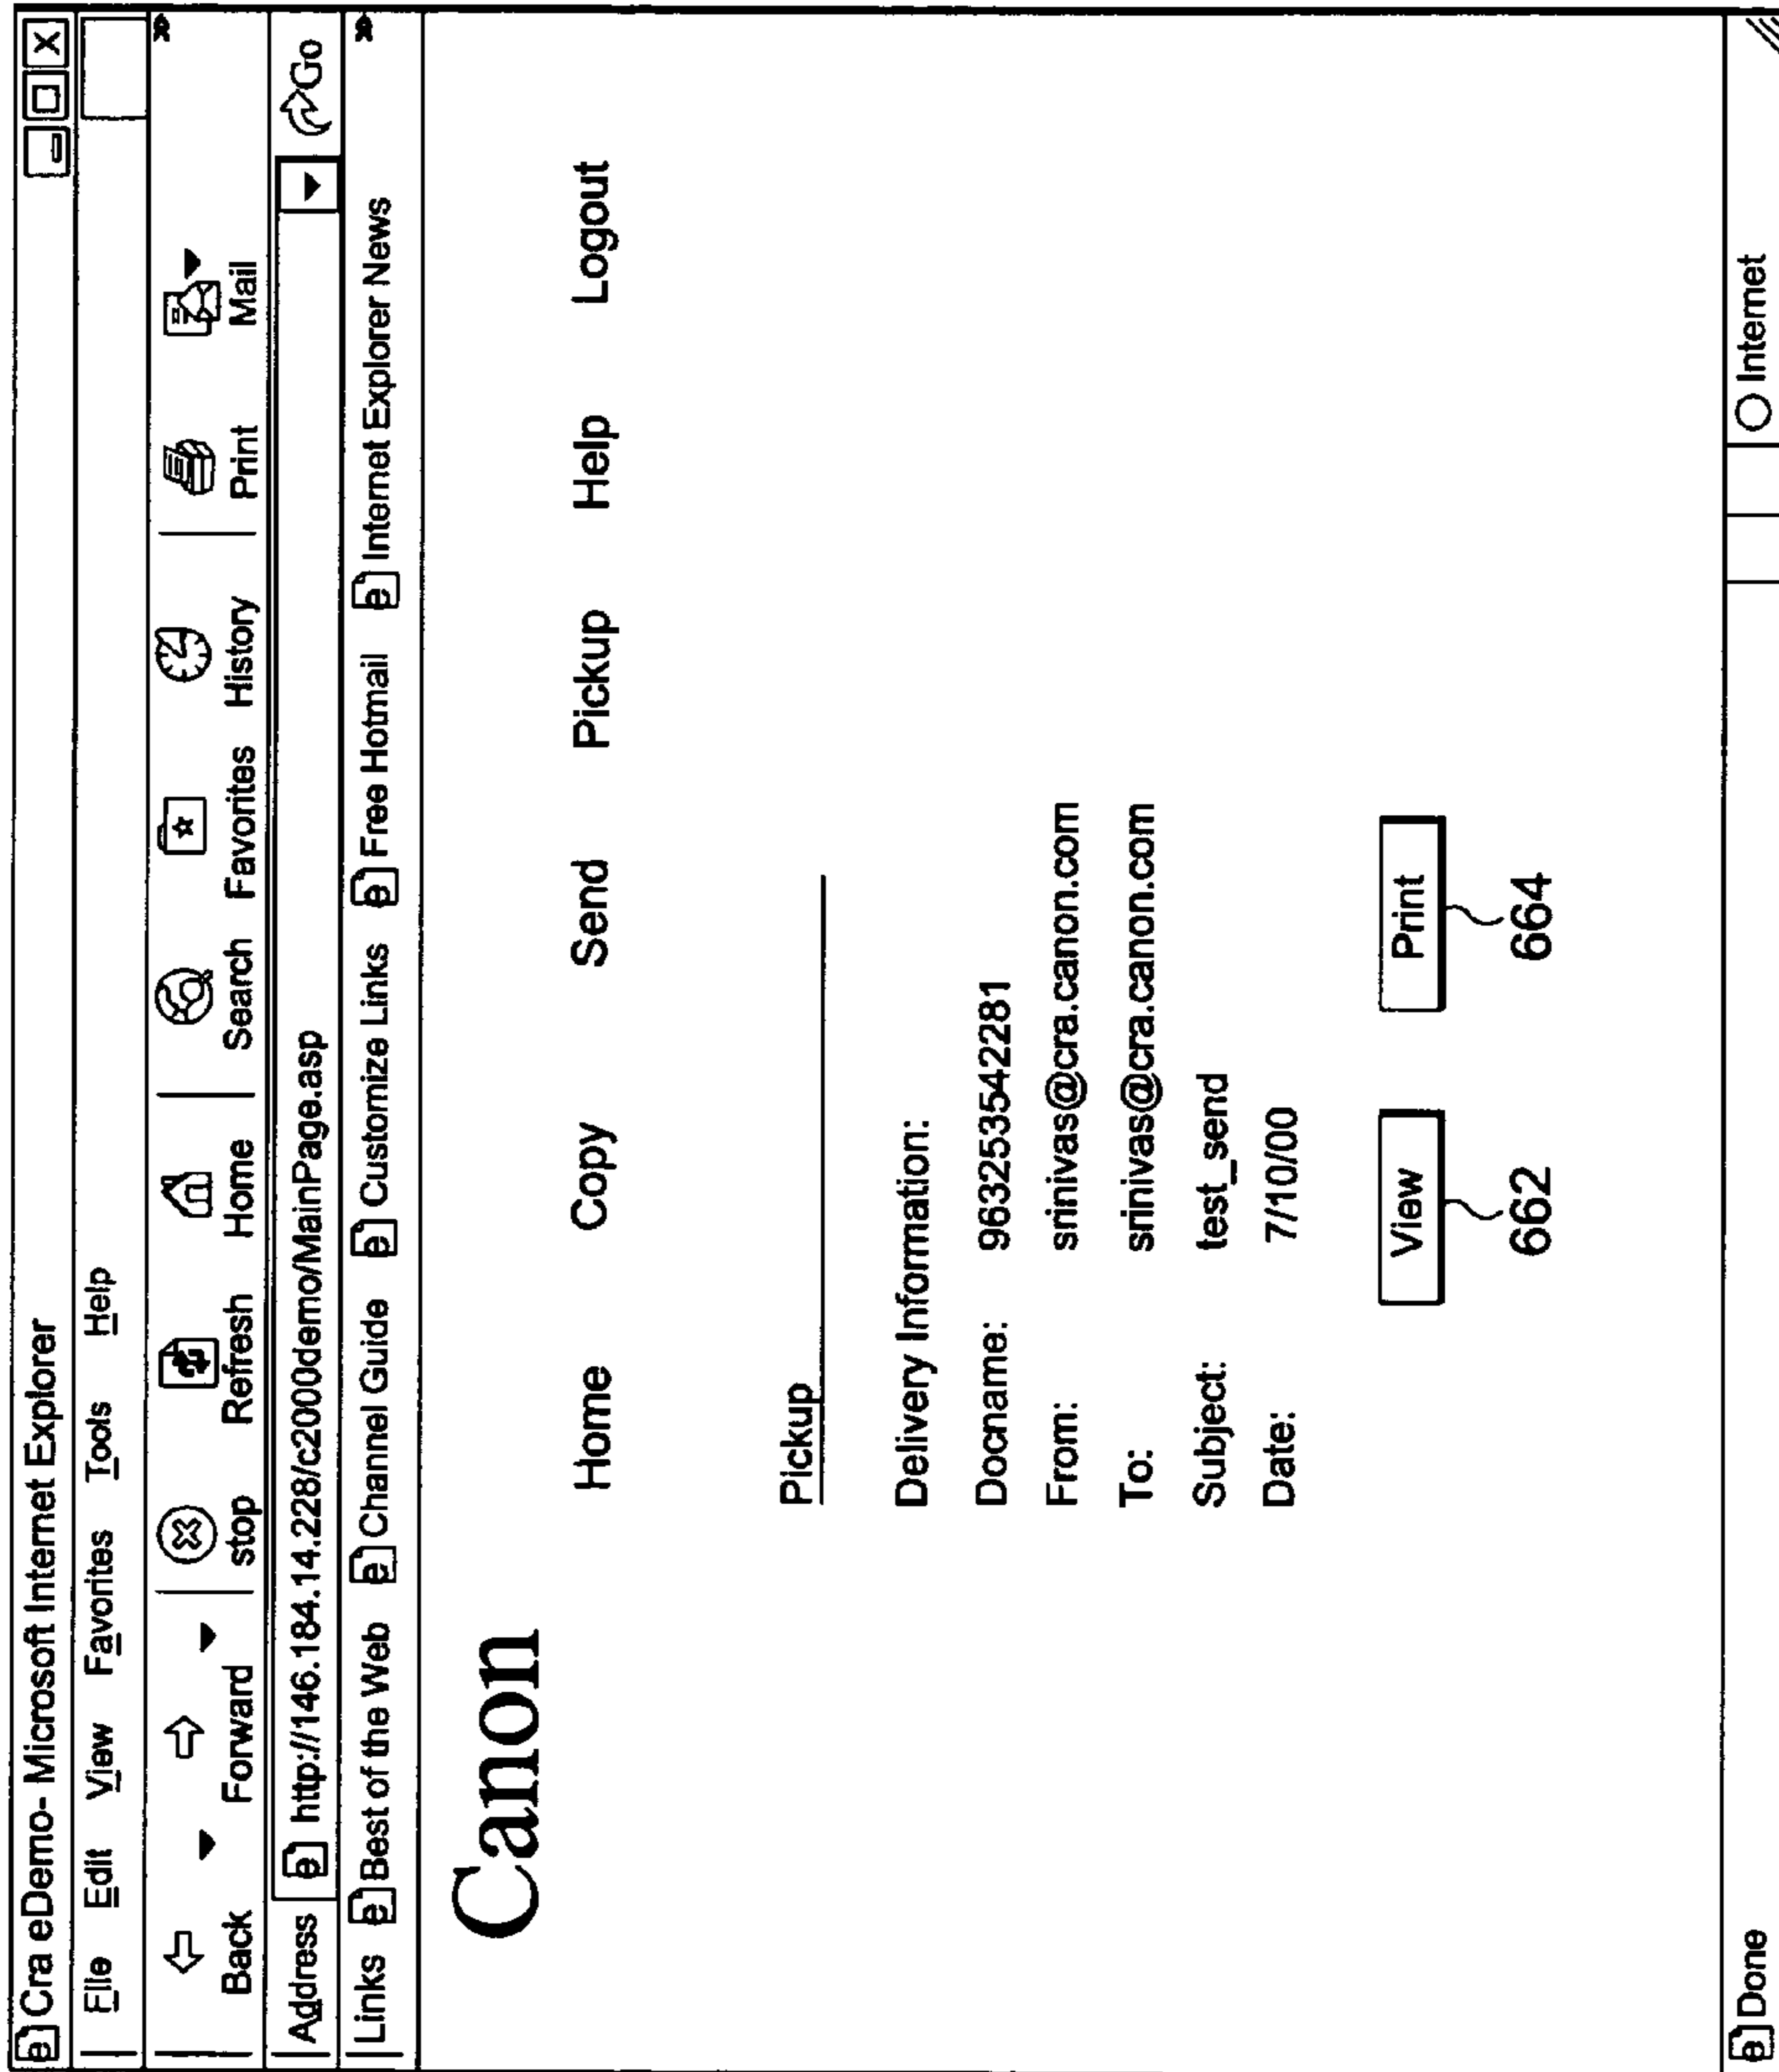 Cra eDemo- Microsoft Internet Explorer
File Edit View Favorites Tools Help
Back Forward stop Refresh Home Search Favorites History Print Mail
Address http://146.184.14.228/c2000demo/MainPage.asp Go
Links Best of the Web Channel Guide Customize Links Free Hotmail Internet Explorer News
Canon
Home Copy Send Pickup Help Logout
Pickup
Delivery Information:
Docname: 963253542281
From: srinivas@cra.canon.com
To: srinivas@cra.canon.com
Subject: test_send
Date: 7/10/00
View Print
662 664
Done Internet